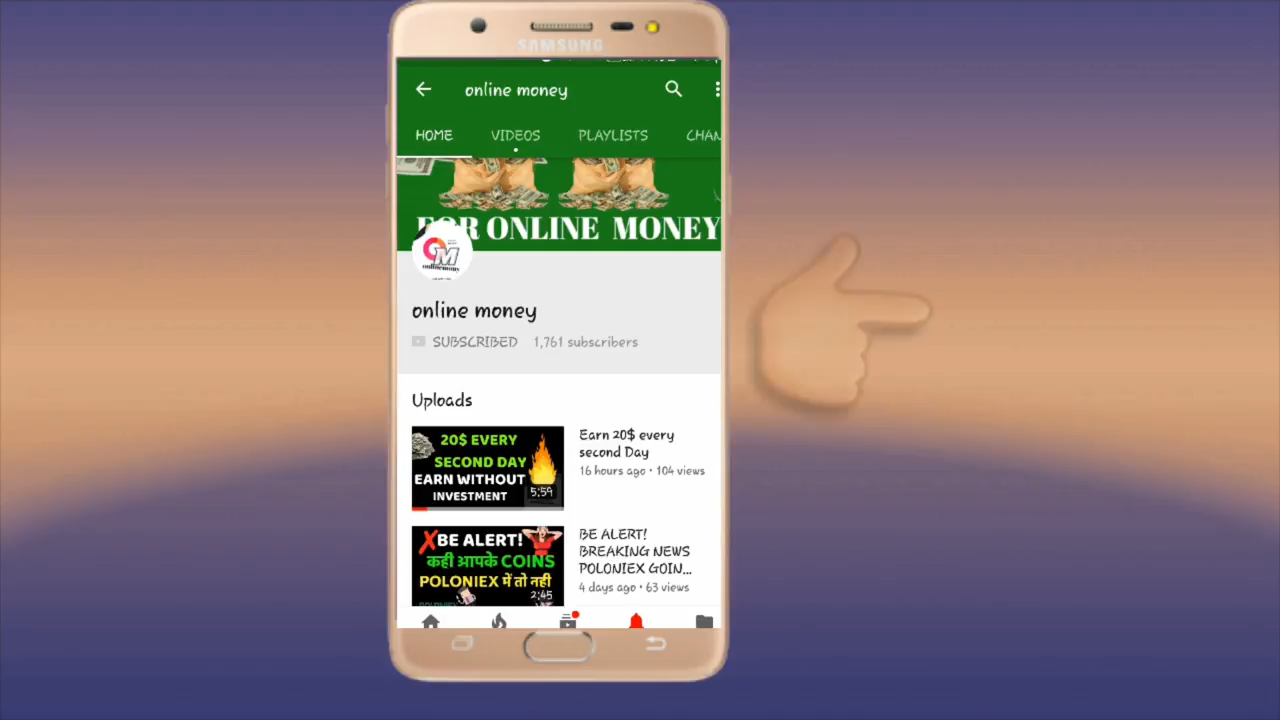 SAMSUNG
online money
HOME VIDEOS PLAYLISTS CHAN
FOR ONLINE MONEY
OM
online money
SUBSCRIBED 1,761 subscribers
Uploads
20$ EVERY
SECOND DAY
EARN WITHOUT
INVESTMENT
5:59
Earn 20$ every
second Day
16 hours ago • 104 views
BE ALERT!
कही आपके COINS
POLONIEX में तो नही
2:45
BE ALERT!
BREAKING NEWS
POLONIEX GOIN...
4 days ago • 63 views